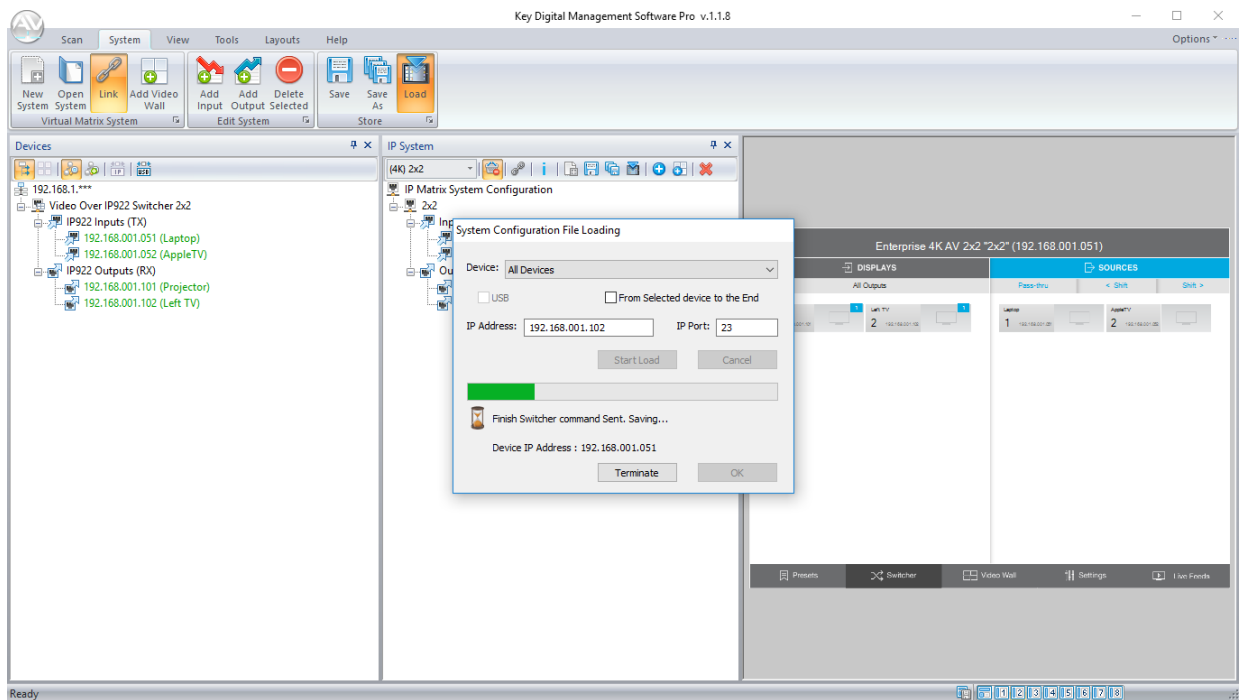 Key Digital Management Software Pro v.1.1.8
Scan System View Tools Layouts Help Options
New System Open System Link Add Video Wall Add Input Add Output Delete Selected Save Save As Load
Virtual Matrix System Edit System Store
Devices
192.168.1.***
Video Over IP922 Switcher 2x2
IP922 Inputs (TX)
192.168.001.051 (Laptop)
192.168.001.052 (AppleTV)
IP922 Outputs (RX)
192.168.001.101 (Projector)
192.168.001.102 (Left TV)
IP System
(4K) 2x2
IP Matrix System Configuration
2x2
Inp
Ou
System Configuration File Loading
Device: All Devices
USB From Selected device to the End
IP Address: 192.168.001.102 IP Port: 23
Start Load Cancel
Finish Switcher command Sent. Saving...
Device IP Address : 192.168.001.051
Terminate OK
Enterprise 4K AV 2x2 "2x2" (192.168.001.051)
DISPLAYS SOURCES
All Outputs Pass-thru < Shift Shift >
1 Left TV 1 Laptop AppleTV
2 1 2
Presets Switcher Video Wall Settings Live Feeds
Ready 1 2 3 4 5 6 7 8